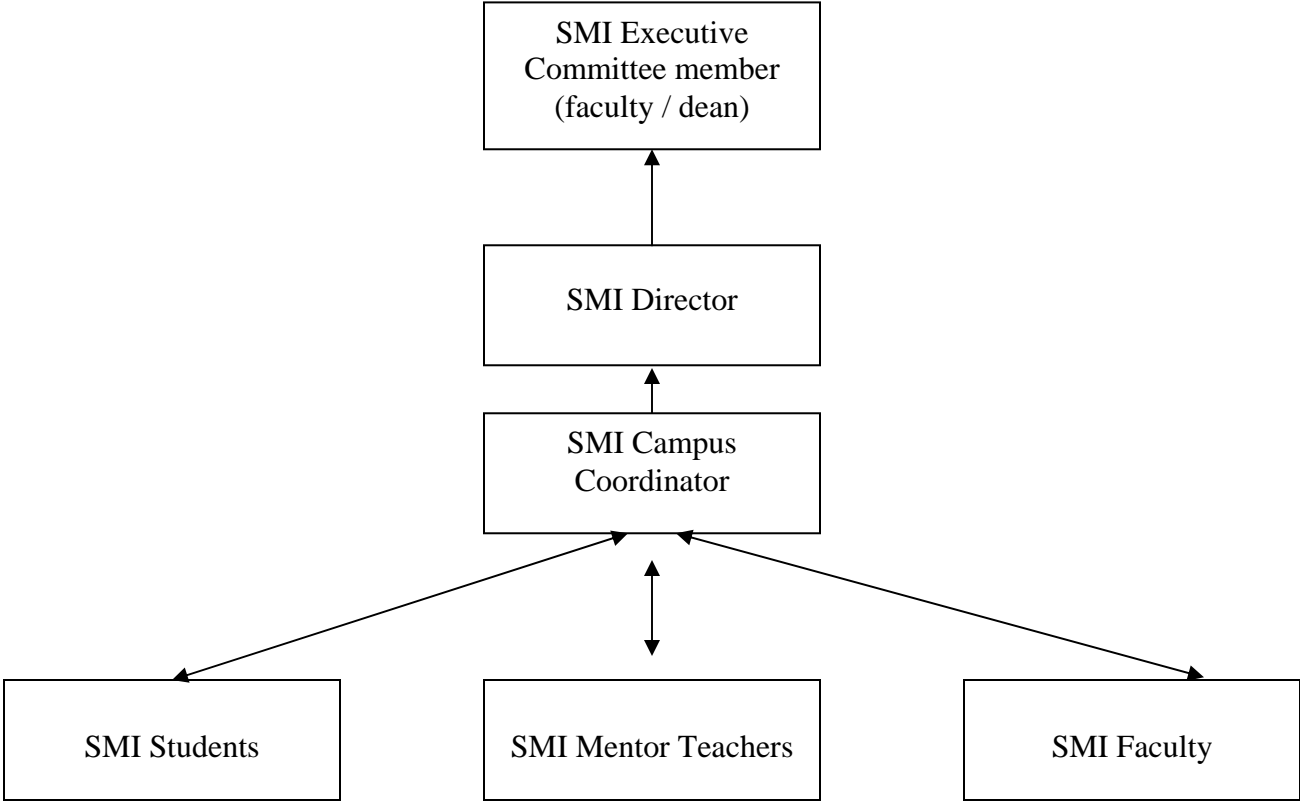 SMI Executive
Committee member
(faculty / dean)
SMI Director
SMI Campus
Coordinator
SMI Students
SMI Mentor Teachers
SMI Faculty